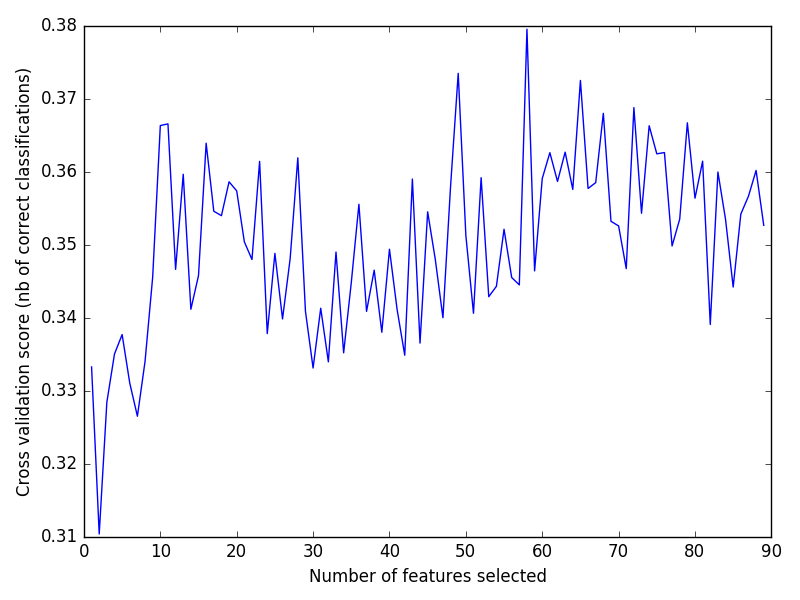 0.38
0.37
0.36
0.35
0.34
0.33
0.32
0.31
0 10 20 30 40 50 60 70 80 90
Number of features selected
Cross validation score (nb of correct classifications)